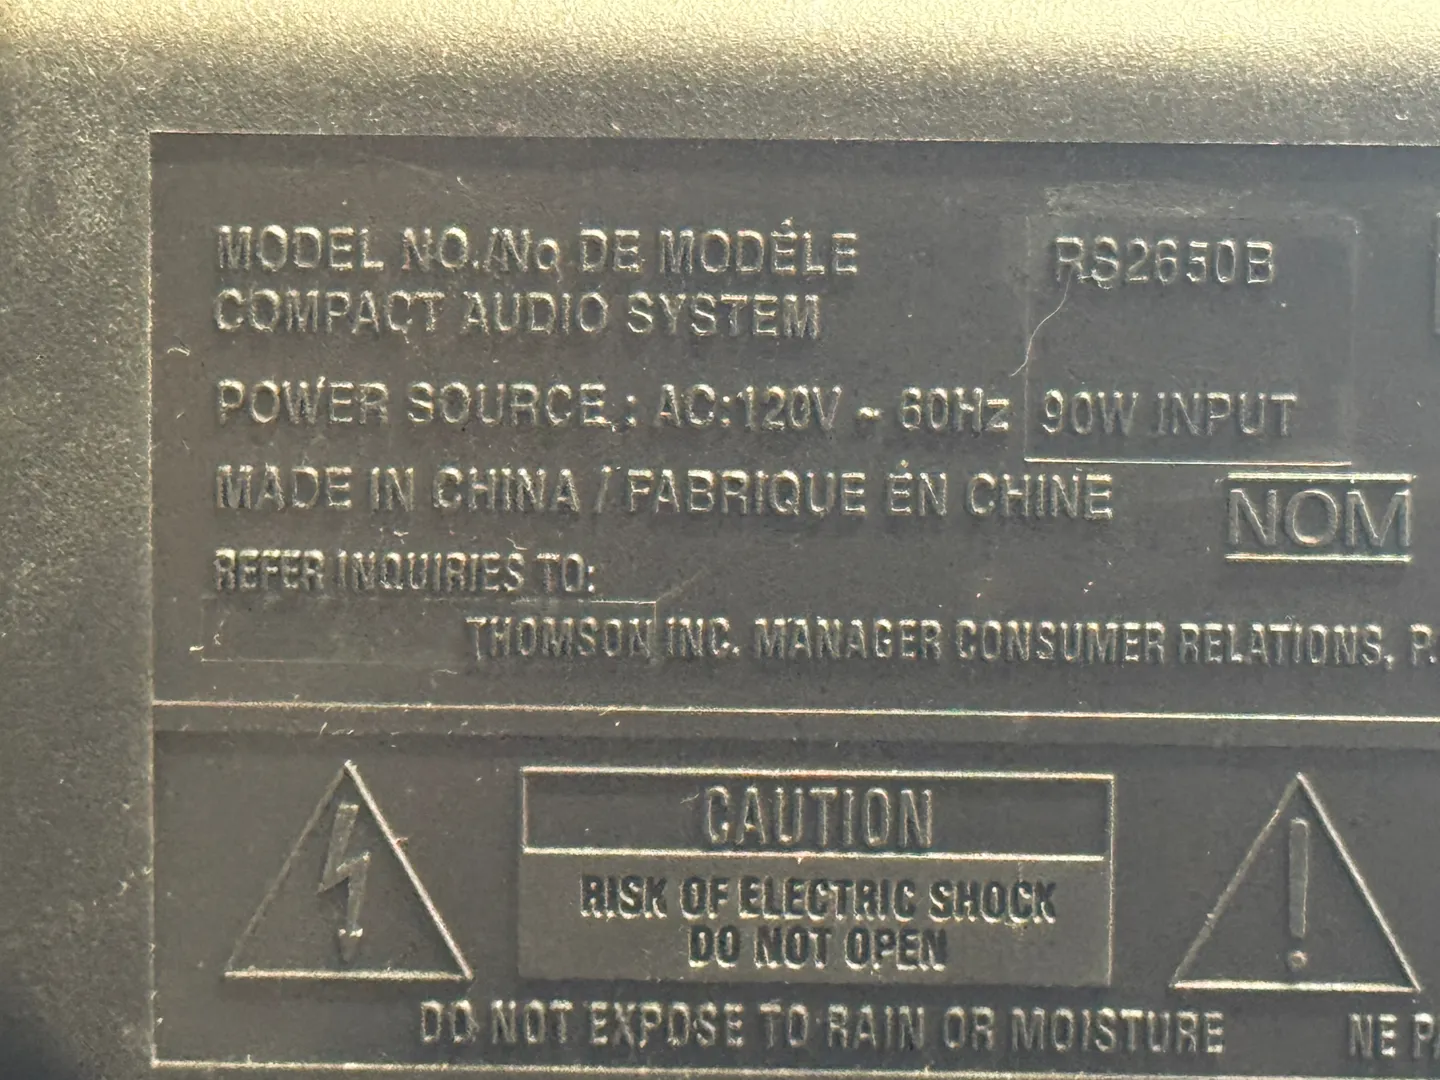 MODEL NO./No DE MODÉLE RS2650B
COMPACT AUDIO SYSTEM
POWER SOURCE : AC:120V ~ 60Hz 90W INPUT
MADE IN CHINA / FABRIQUE EN CHINE
NOM
REFER INQUIRIES TO:
THOMSON INC. MANAGER CONSUMER RELATIONS, P.
CAUTION
RISK OF ELECTRIC SHOCK
DO NOT OPEN
DO NOT EXPOSE TO RAIN OR MOISTURE NE